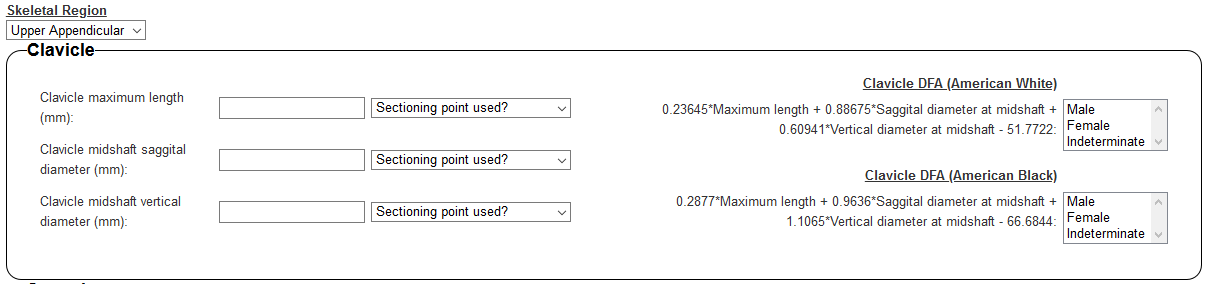 Skeletal Region
Upper Appendicular
Clavicle
Clavicle maximum length
(mm):
Sectioning point used?
Clavicle midshaft saggital
diameter (mm):
Sectioning point used?
Clavicle midshaft vertical
diameter (mm):
Sectioning point used?
Clavicle DFA (American White)
0.23645*Maximum length + 0.88675*Saggital diameter at midshaft +
0.60941*Vertical diameter at midshaft - 51.7722:
Male
Female
Indeterminate
Clavicle DFA (American Black)
0.2877*Maximum length + 0.9636*Saggital diameter at midshaft +
1.1065*Vertical diameter at midshaft - 66.6844:
Male
Female
Indeterminate